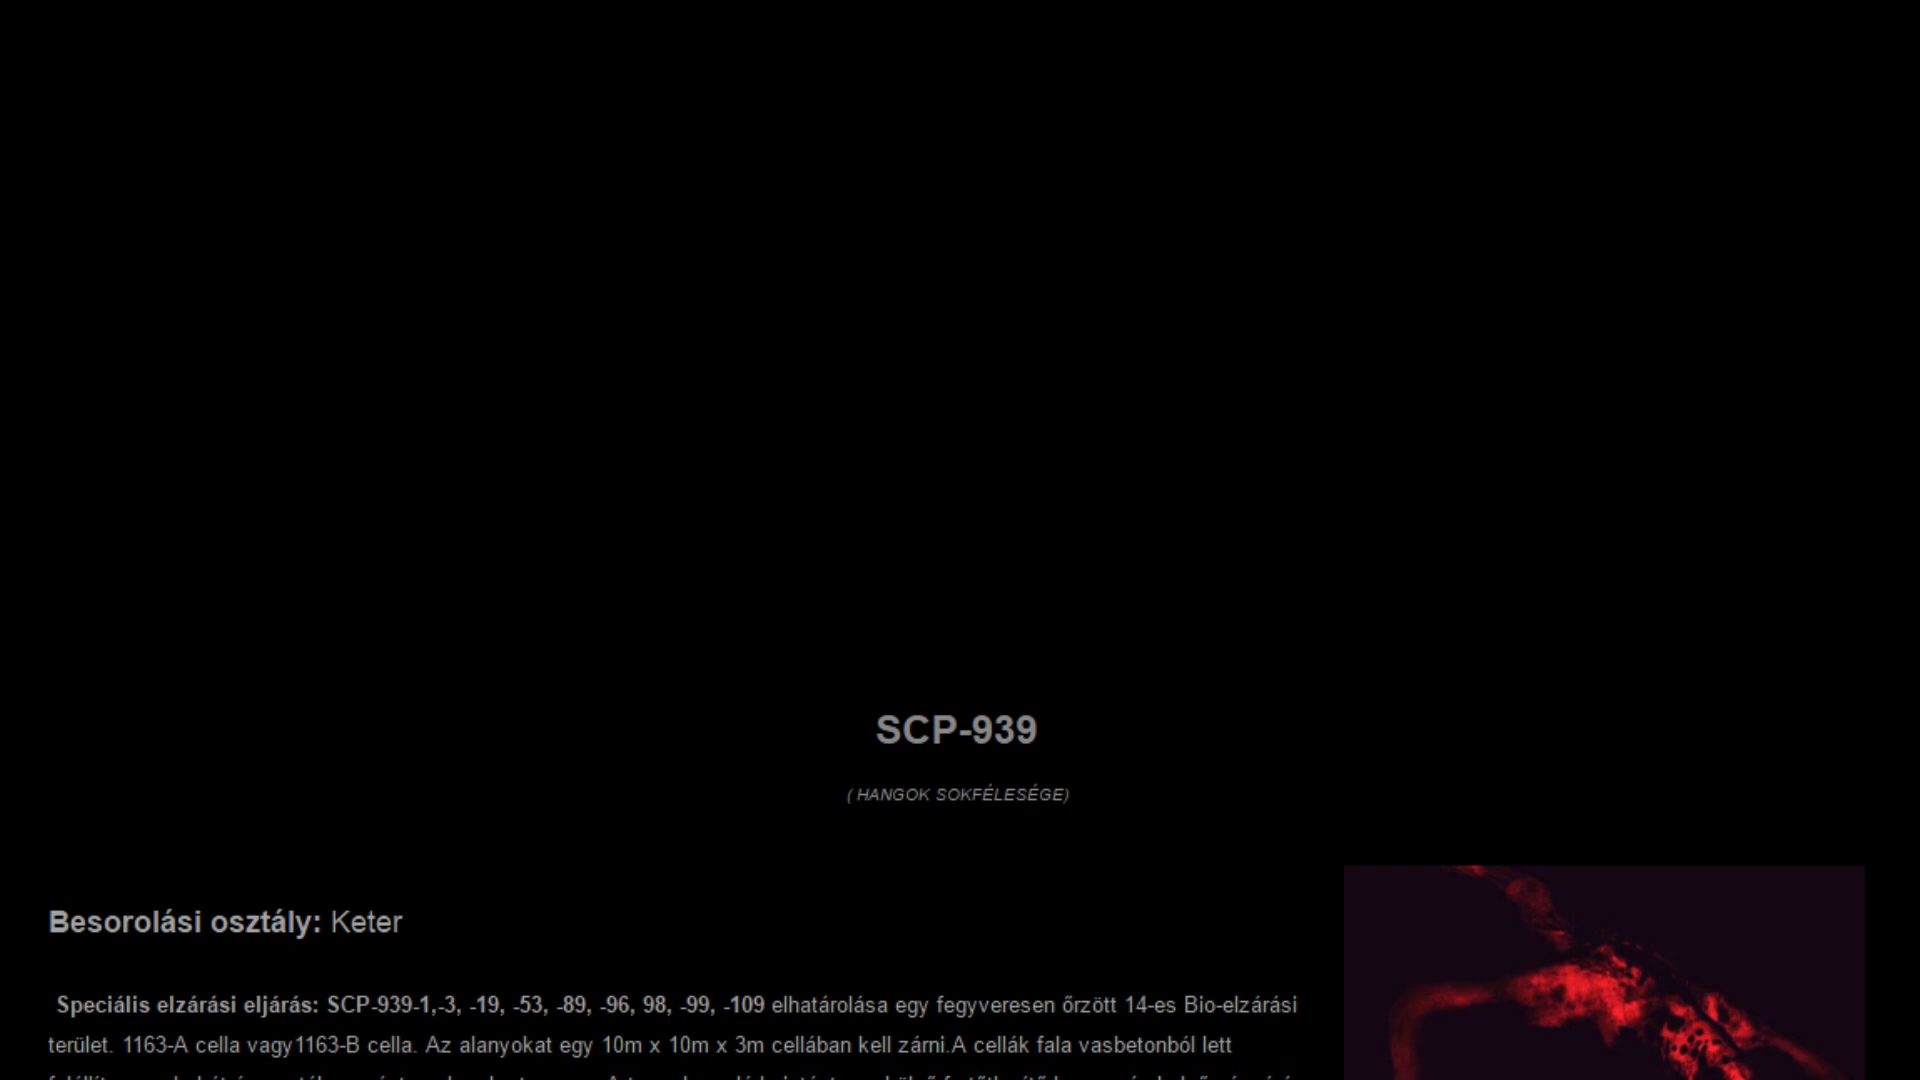 SCP-939
( HANGOK SOKFÉLESÉGE)
Besorolási osztály: Keter
Speciális elzárási eljárás: SCP-939-1,-3, -19, -53, -89, -96, 98, -99, -109 elhatárolása egy fegyveresen őrzött 14-es Bio-elzárási
terület. 1163-A cella vagy1163-B cella. Az alanyokat egy 10m x 10m x 3m cellában kell zárni.A cellák fala vasbetonból lett